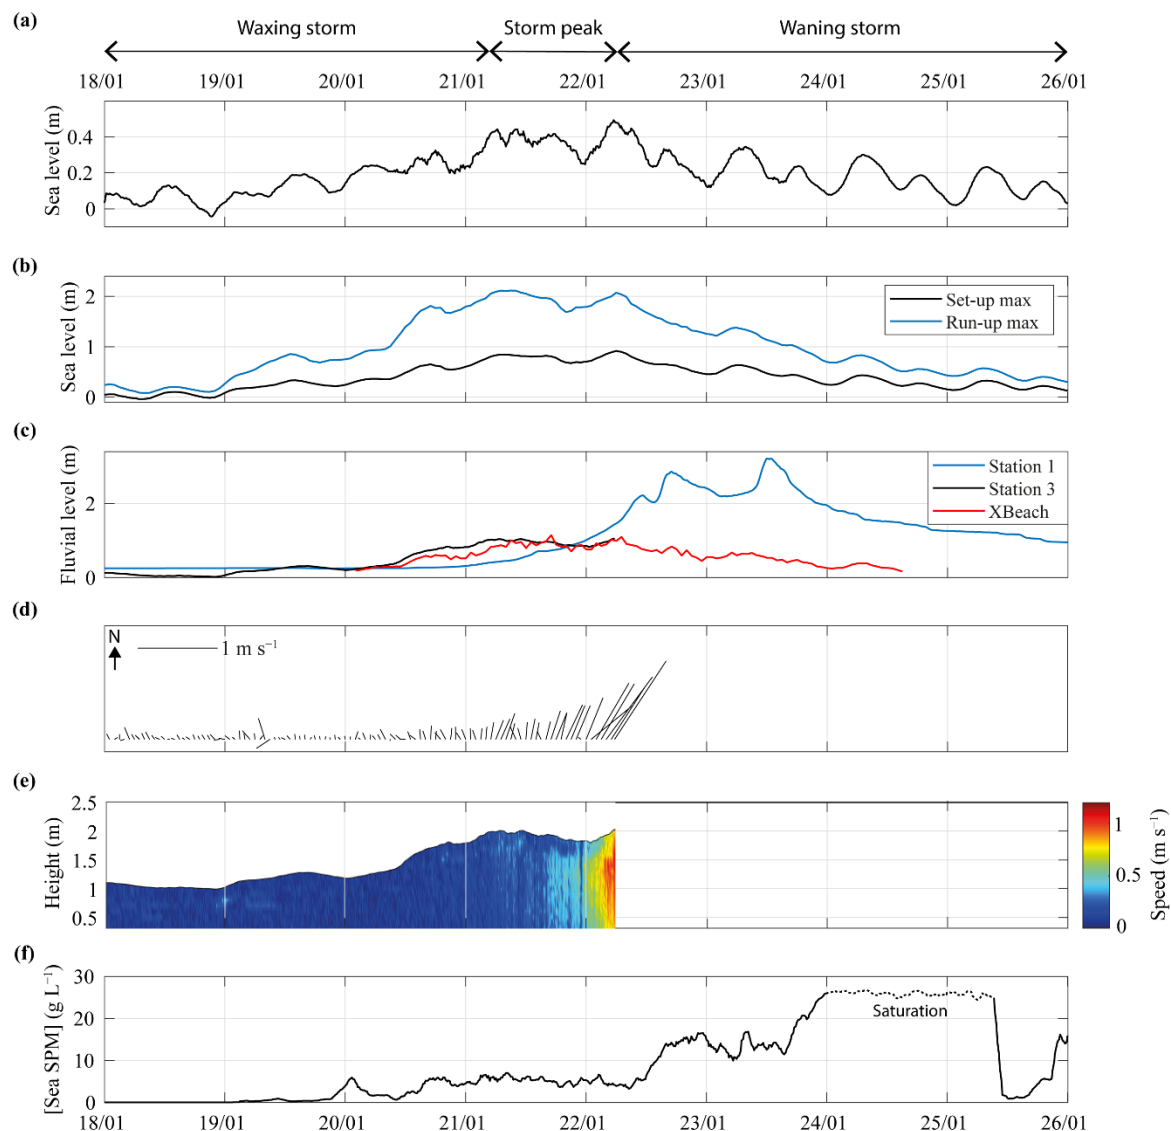 (a)
Waxing storm Storm peak Waning storm
18/01 19/01 20/01 21/01 22/01 23/01 24/01 25/01 26/01
Sea level (m)
0.4
0.2
0
(b)
Sea level (m)
2
1
0
Set-up max
Run-up max
(c)
Fluvial level (m)
2
0
Station 1
Station 3
XBeach
(d)
N
1 m s⁻¹
(e)
Height (m)
2.5
2
1.5
1
0.5
1
0.5
0
Speed (m s⁻¹)
(f)
[Sea SPM] (g L⁻¹)
30
20
10
0
Saturation
18/01 19/01 20/01 21/01 22/01 23/01 24/01 25/01 26/01